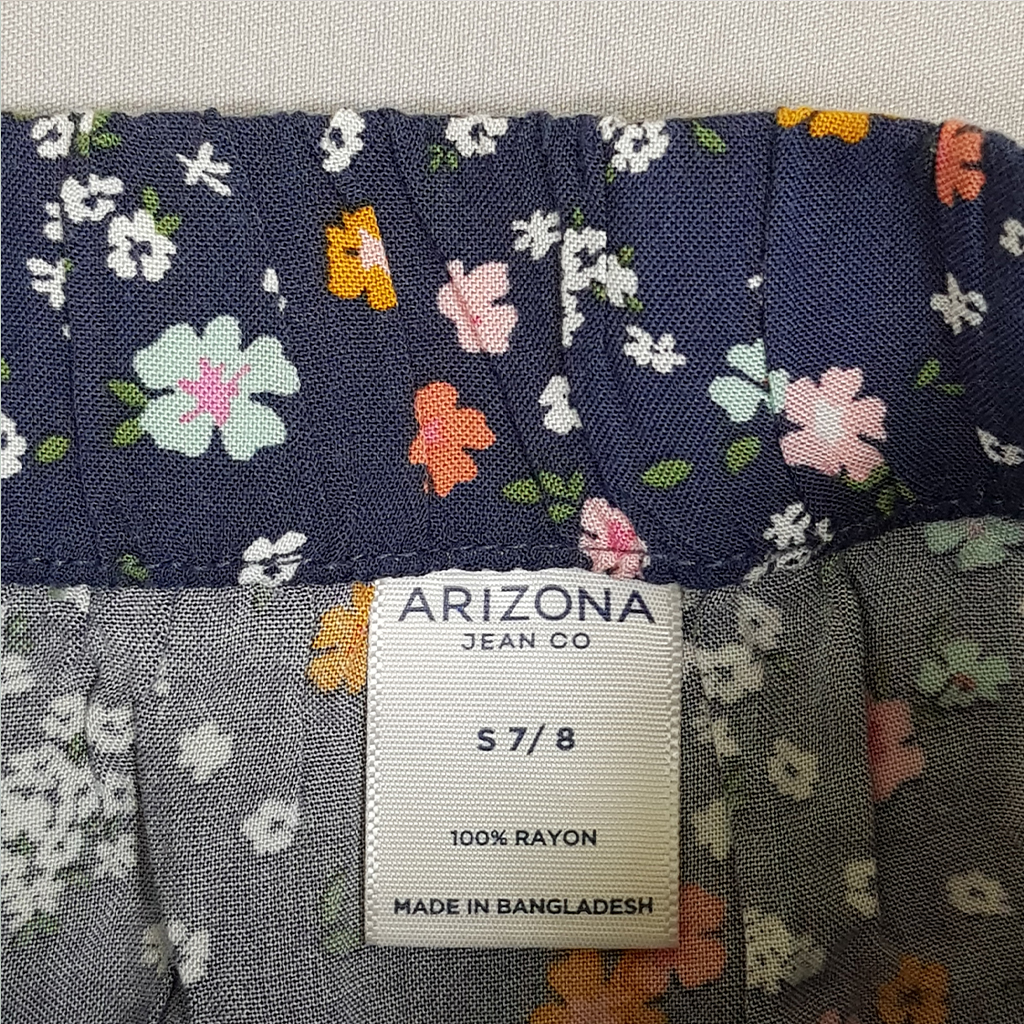 ARIZONA
JEAN CO
S 7/ 8
100% RAYON
MADE IN BANGLADESH